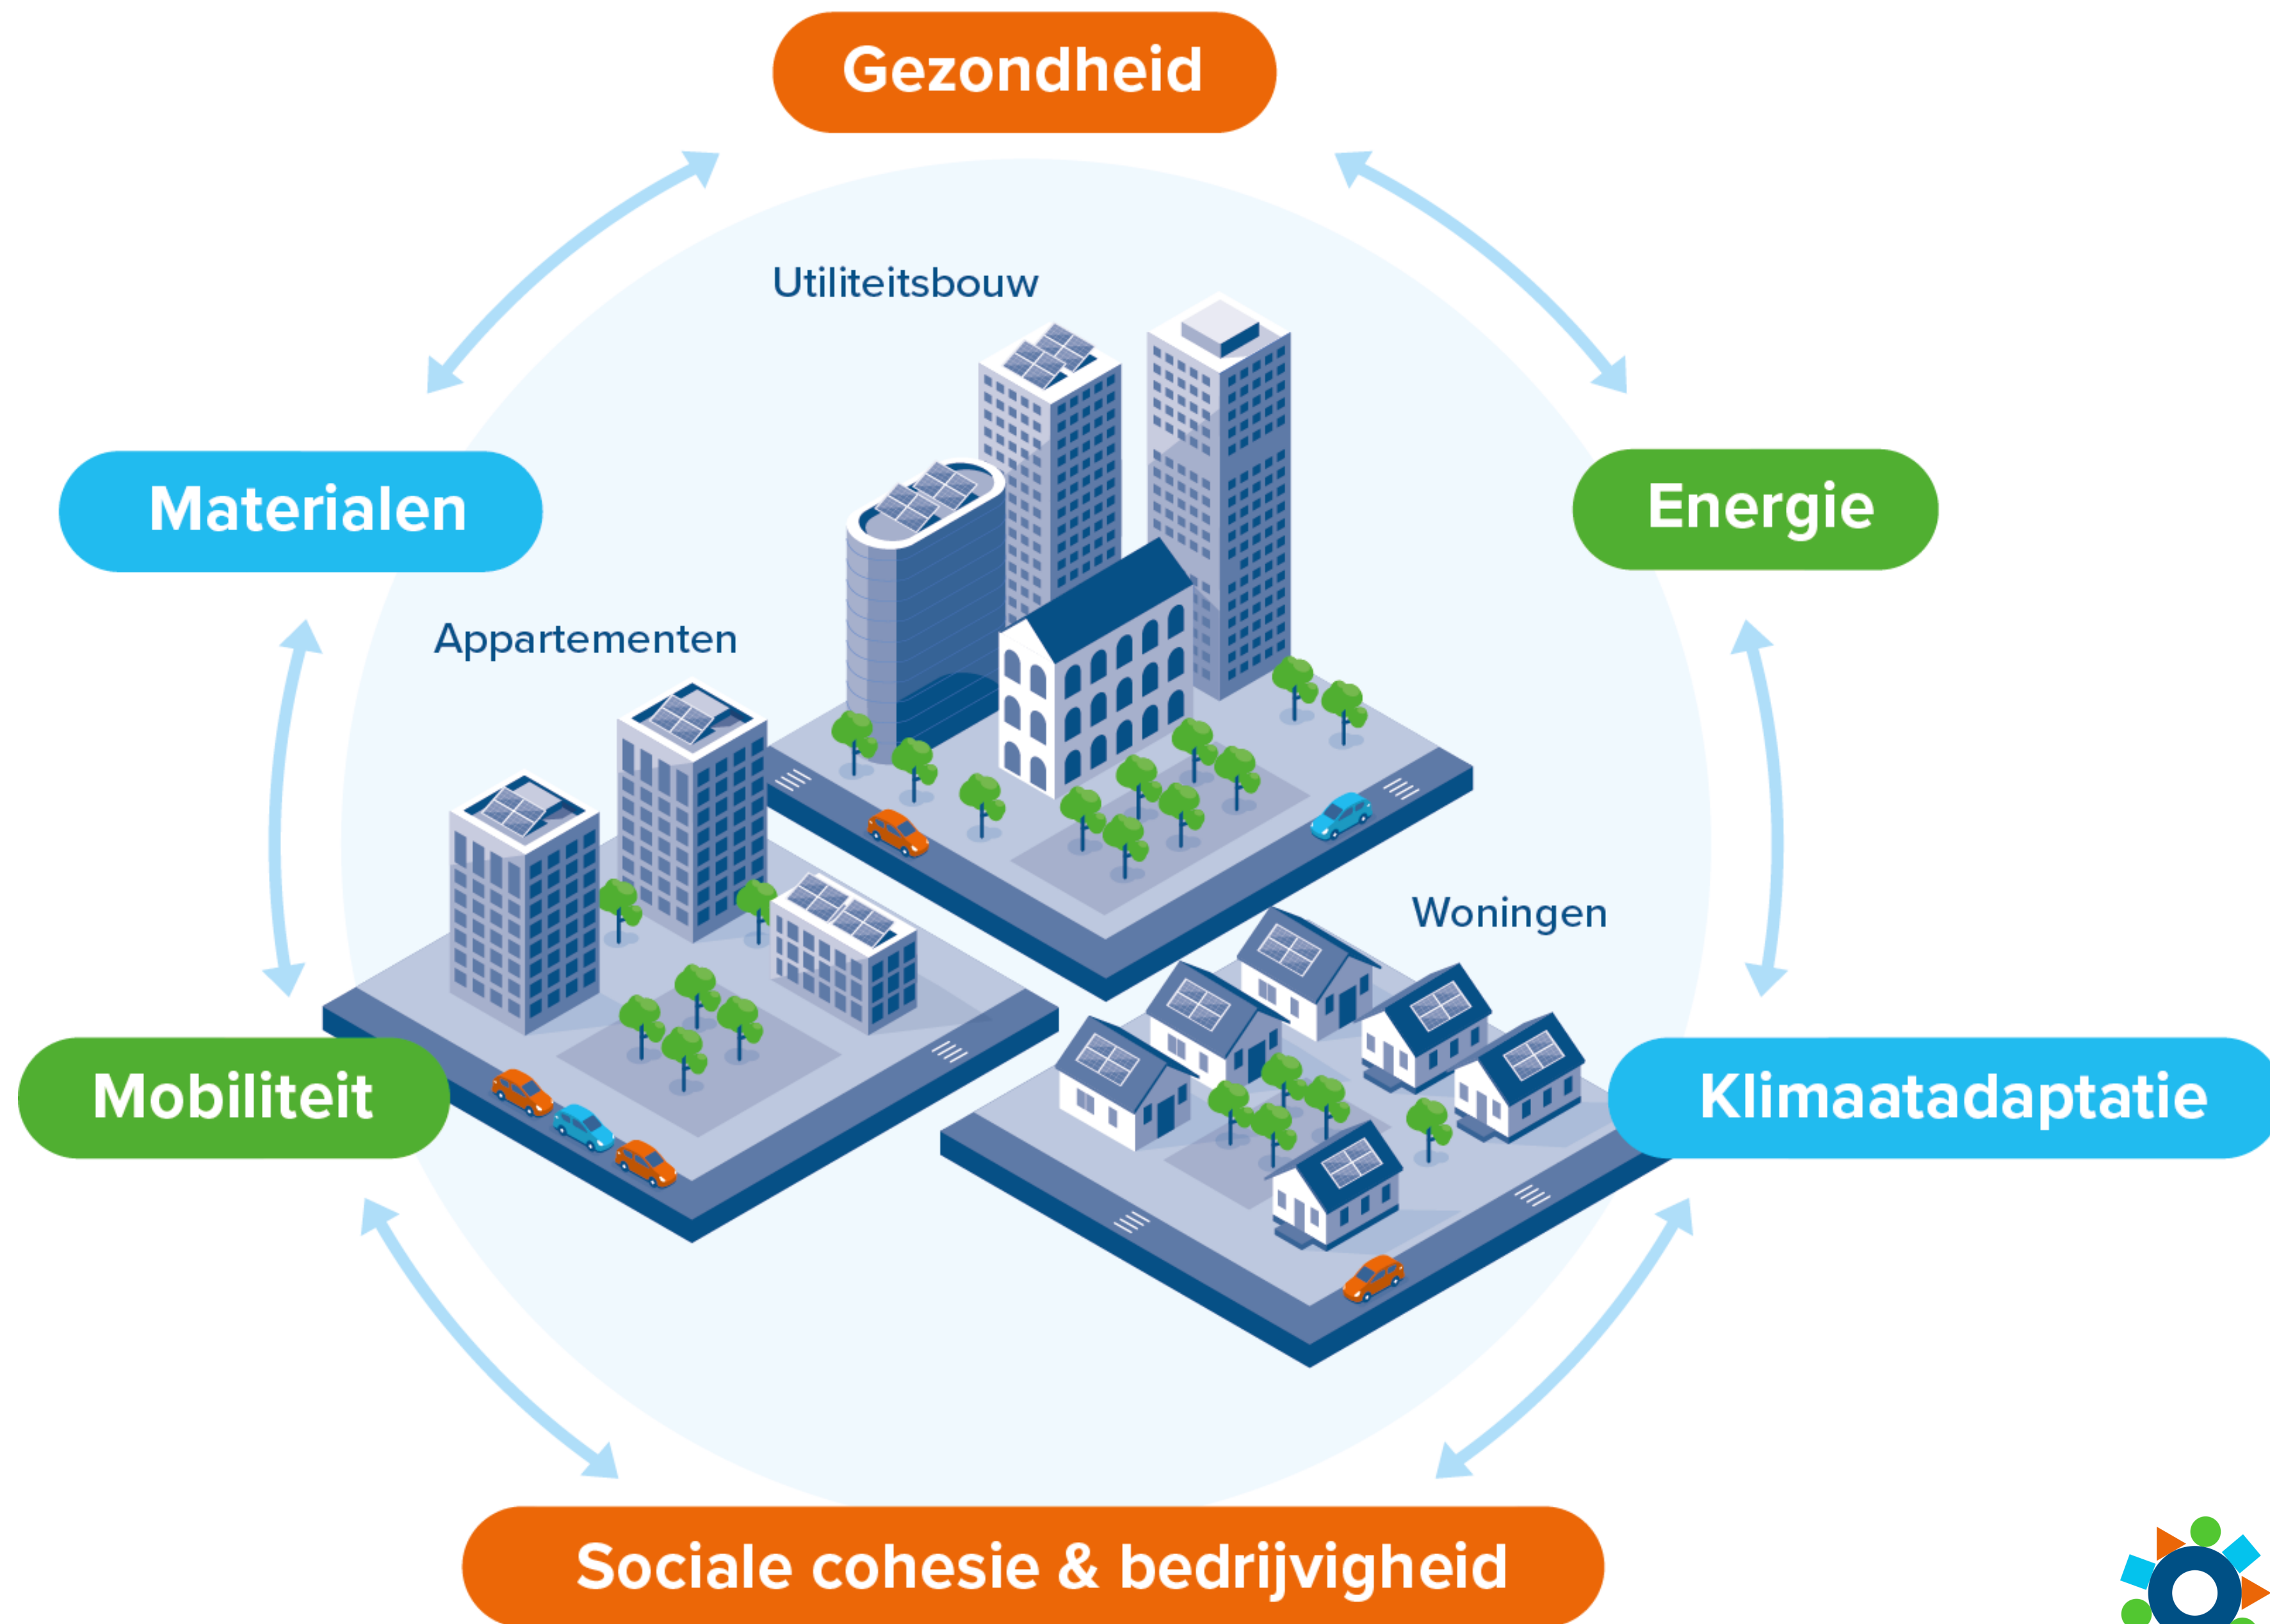 Gezondheid
Utiliteitsbouw
Materialen
Energie
Appartementen
Woningen
Mobiliteit
Klimaatadaptatie
Sociale cohesie & bedrijvigheid